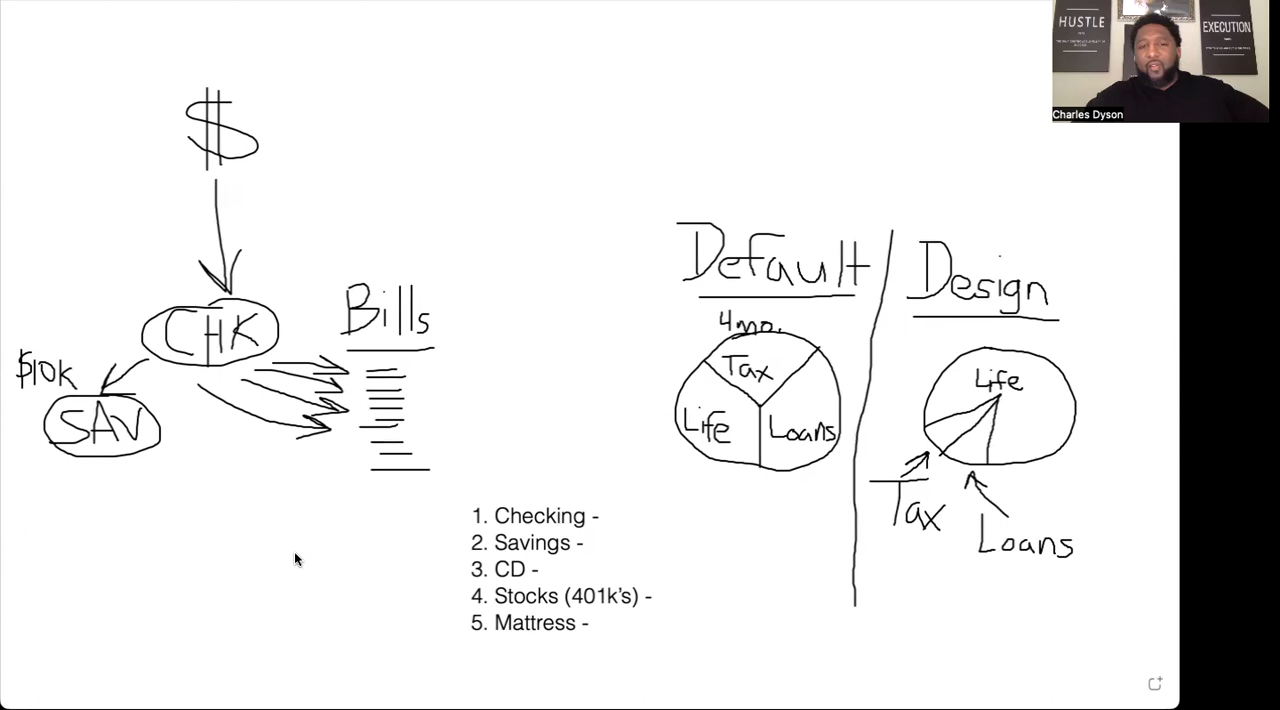 HUSTLE
EXECUTION
Charles Dyson
$
CHK
$10k
SAV
Bills
1. Checking -
2. Savings -
3. CD -
4. Stocks (401k's) -
5. Mattress -
Default
4mo.
Tax
Life
Loans
Design
Life
Tax
Loans